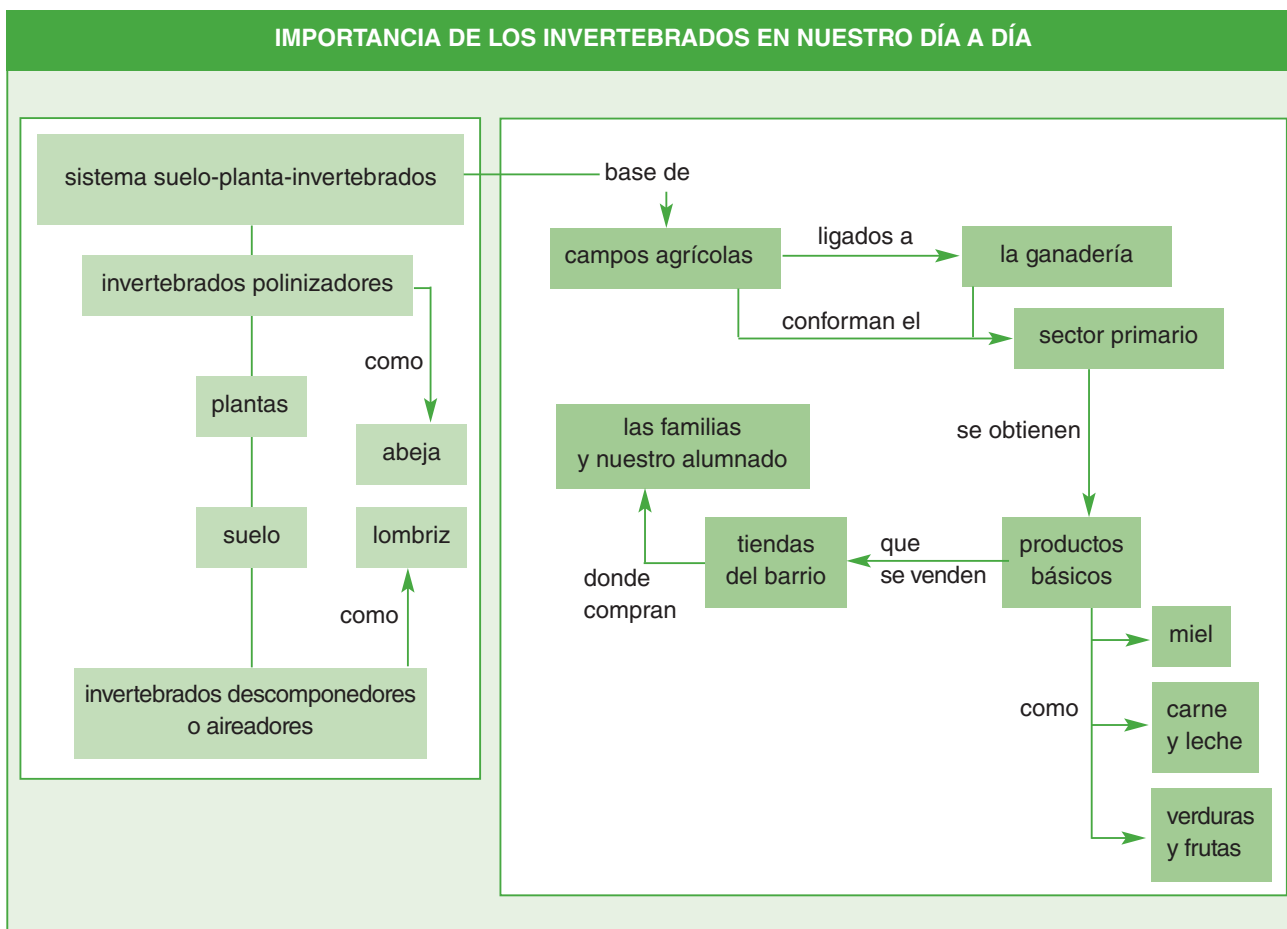 IMPORTANCIA DE LOS INVERTEBRADOS EN NUESTRO DÍA A DÍA
sistema suelo-planta-invertebrados
invertebrados polinizadores
como
plantas
abeja
suelo
lombriz
como
invertebrados descomponedores
o aireadores
base de
campos agrícolas
ligados a
la ganadería
conforman el
sector primario
se obtienen
las familias
y nuestro alumnado
donde
compran
tiendas
del barrio
que
se venden
productos
básicos
como
miel
carne
y leche
verduras
y frutas